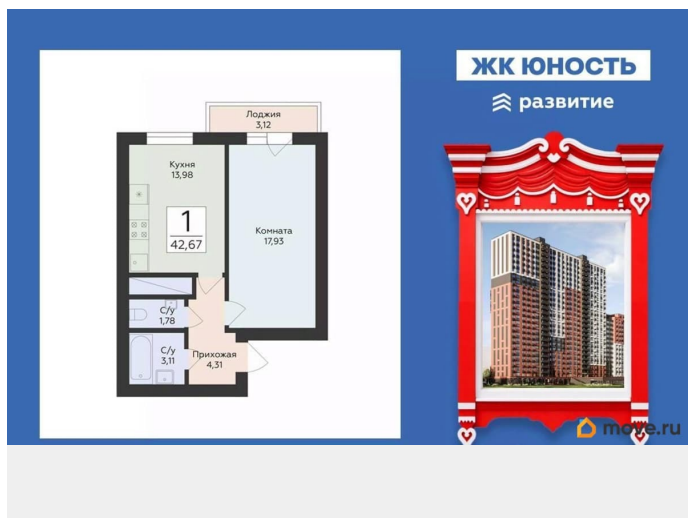 ЖК ЮНОСТЬ
развитие
Лоджия
3,12
Кухня
13,98
1
42,67
Комната
17,93
С/у
1,78
С/у
3,11
Прихожая
4,31
move.ru